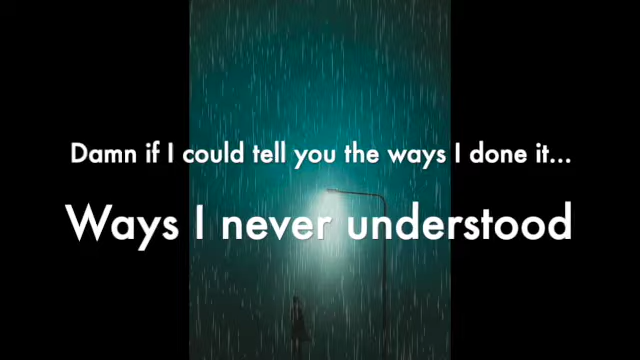 Damn if I could tell you the ways I done it...
Ways I never understood